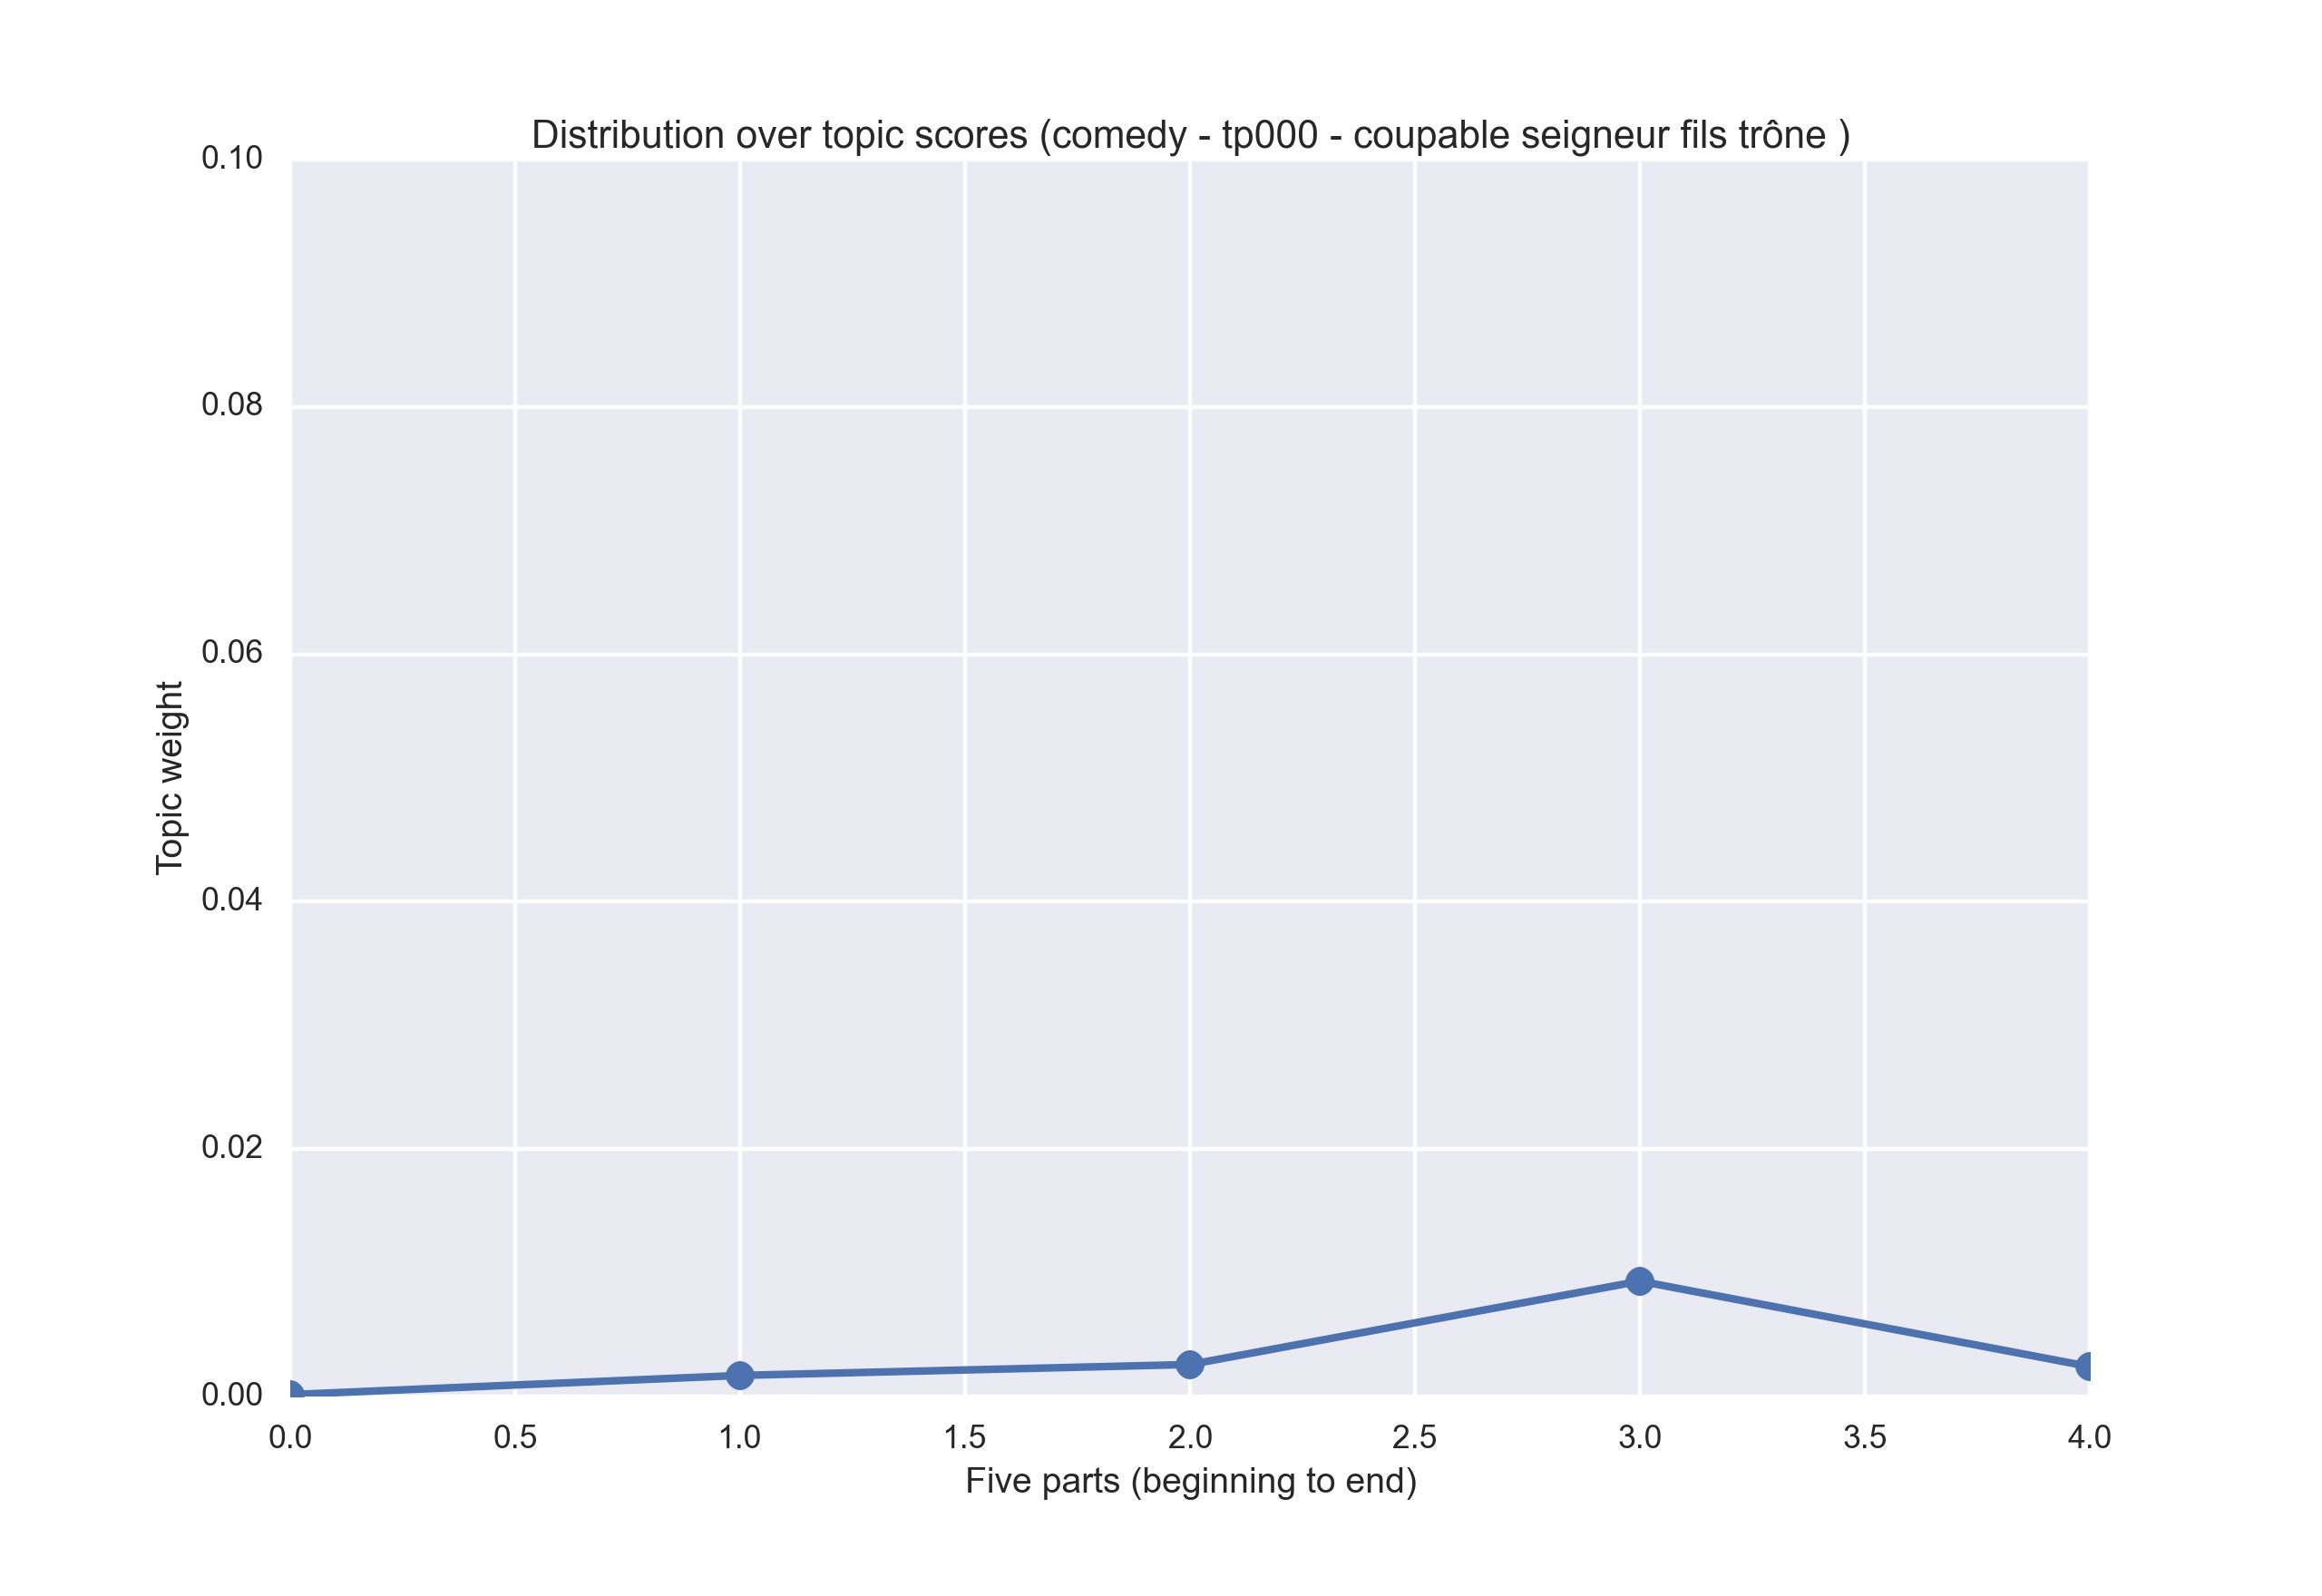 Distribution over topic scores (comedy - tp000 - coupable seigneur fils trône )
0.10
0.08
0.06
0.04
0.02
0.00
Topic weight
0.0 0.5 1.0 1.5 2.0 2.5 3.0 3.5 4.0
Five parts (beginning to end)